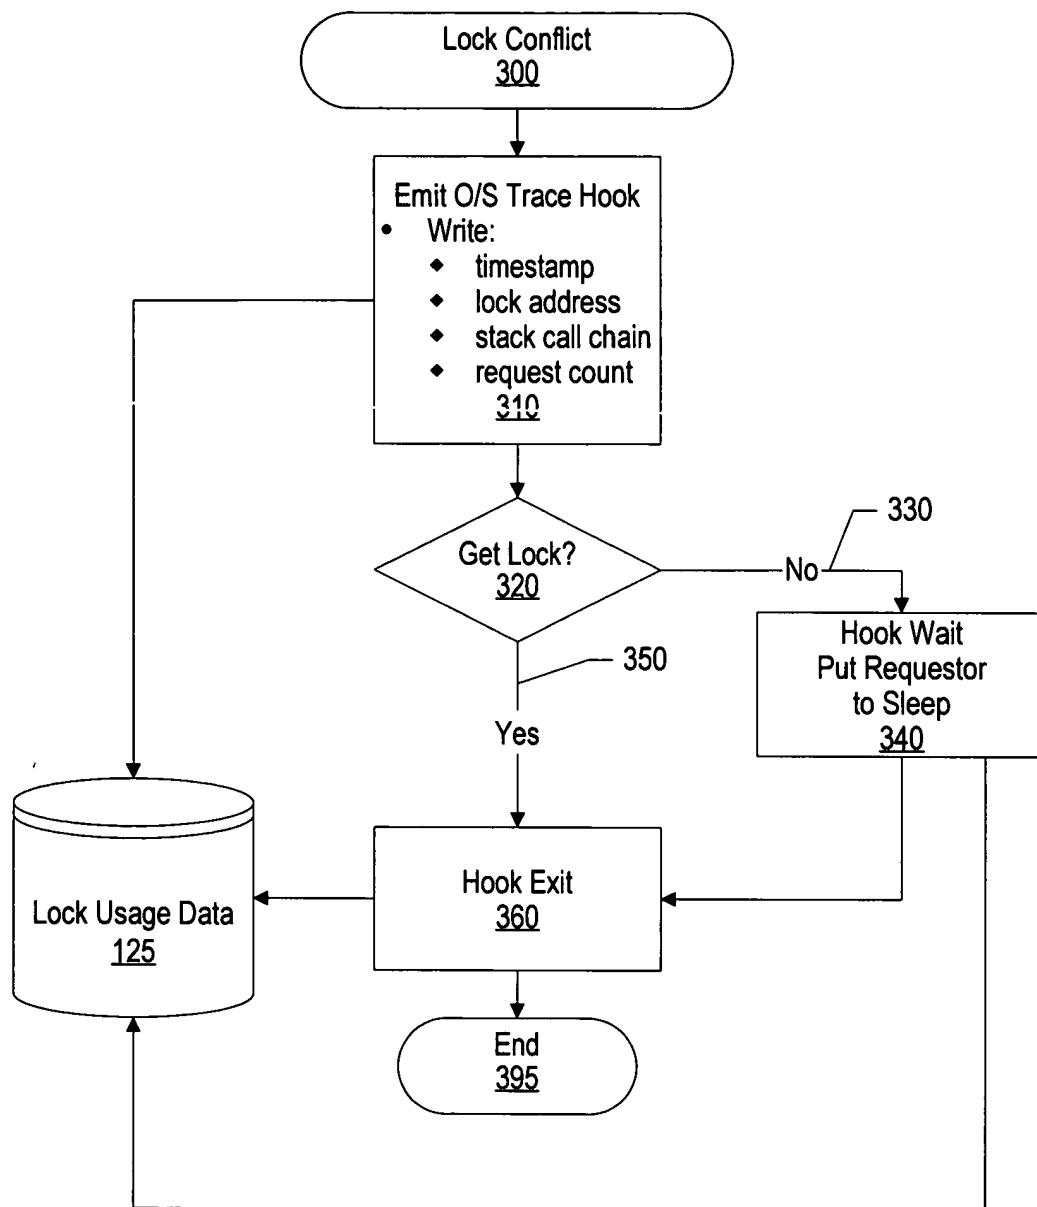 Lock Conflict
300
Emit O/S Trace Hook
• Write:
◆ timestamp
◆ lock address
◆ stack call chain
◆ request count
310
Get Lock?
320
No
330
Hook Wait
Put Requestor
to Sleep
340
350
Yes
Hook Exit
360
Lock Usage Data
125
End
395